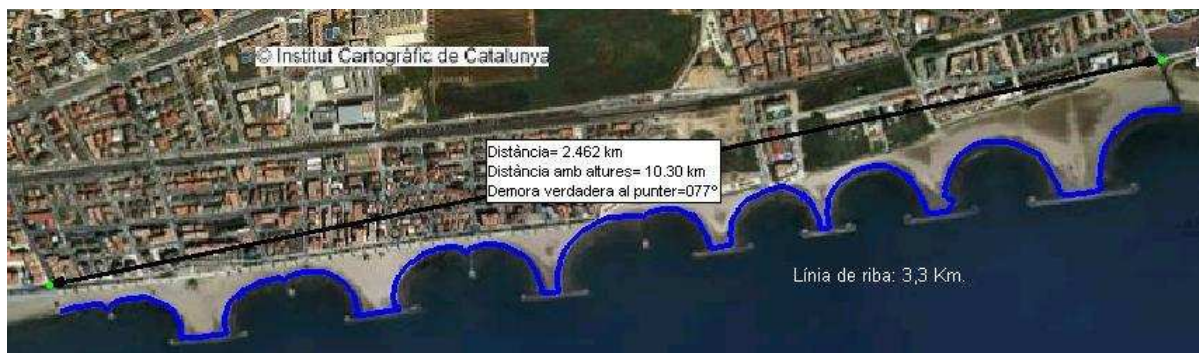 © Institut Cartogràfic de Catalunya
Distància= 2.462 km
Distància amb altures= 10.30 km
Demora verdadera al punter=077º
Línia de riba: 3,3 Km.